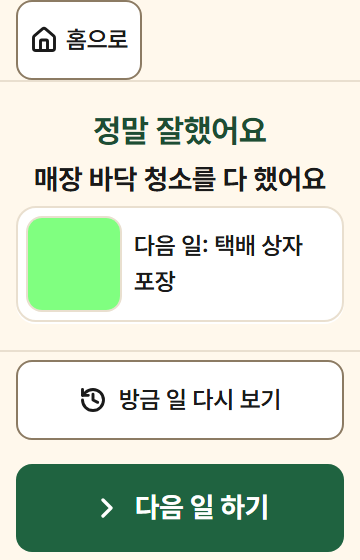 홈으로
정말 잘했어요
매장 바닥 청소를 다 했어요
다음 일: 택배 상자
포장
방금 일 다시 보기
다음 일 하기